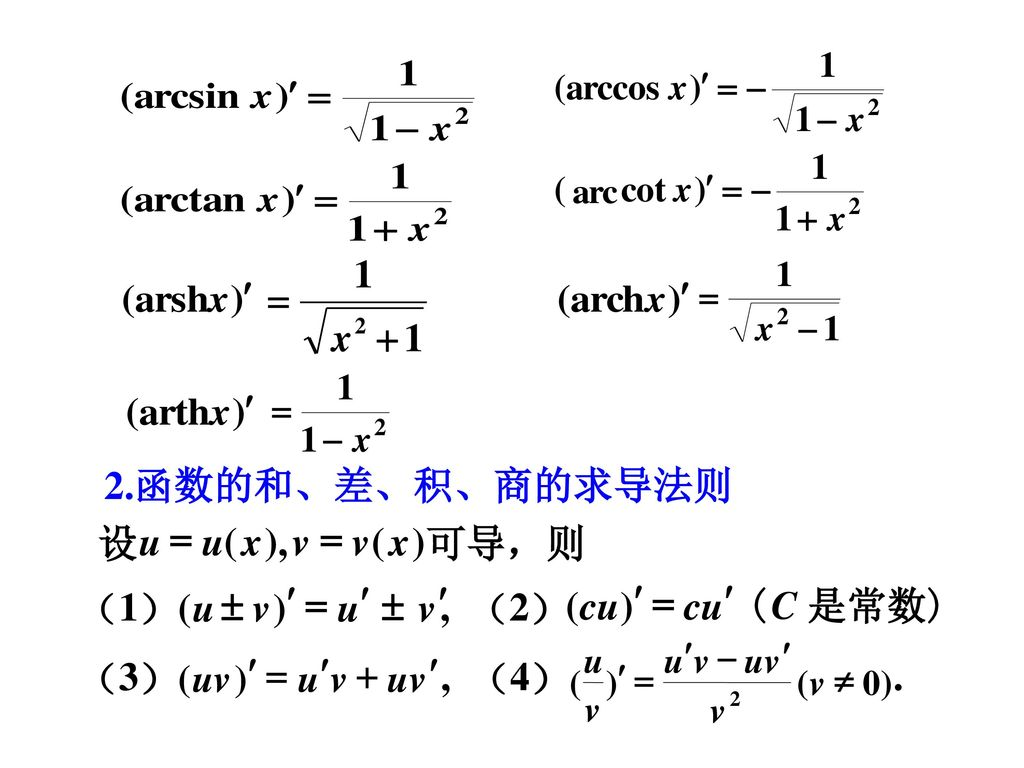 (arcsin x)′ = 1/√(1 − x²)  (arccos x)′ = − 1/√(1 − x²)
(arctan x)′ = 1/(1 + x²)  (arc cot x)′ = − 1/(1 + x²)
(arshx)′ = 1/√(x² + 1)  (archx)′ = 1/√(x² − 1)
(arthx)′ = 1/(1 − x²)
2.函数的和、差、积、商的求导法则
设u = u(x), v = v(x)可导，则
（1）(u ± v)′ = u′ ± v′, （2）(cu)′ = cu′（C 是常数)
（3）(uv)′ = u′v + uv′, （4）(u/v)′ = (u′v − uv′)/v² (v ≠ 0).